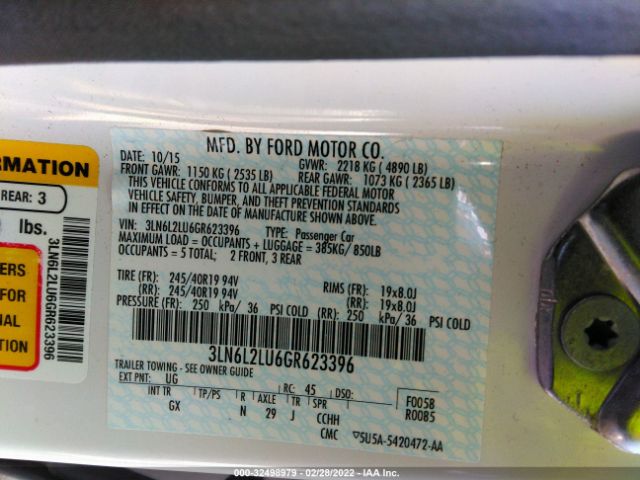 MFD. BY FORD MOTOR CO.
DATE: 10/15 GVWR: 2218 KG ( 4890 LB)
FRONT GAWR: 1150 KG ( 2535 LB) REAR GAWR: 1073 KG ( 2365 LB)
THIS VEHICLE CONFORMS TO ALL APPLICABLE FEDERAL MOTOR
VEHICLE SAFETY, BUMPER, AND THEFT PREVENTION STANDARDS
IN EFFECT ON THE DATE OF MANUFACTURE SHOWN ABOVE.
VIN: 3LN6L2LU6GR623396 TYPE: Passenger Car
MAXIMUM LOAD = OCCUPANTS + LUGGAGE = 385KG/ 850LB
OCCUPANTS = 5 TOTAL; 2 FRONT, 3 REAR
TIRE (FR): 245/40R19 94V RIMS (FR): 19x8.0J
(RR): 245/40R19 94V (RR): 19x8.0J
PRESSURE (FR): 250 kPa/ 36 PSI COLD (RR): 250 kPa/ 36 PSI COLD
3LN6L2LU6GR623396
TRAILER TOWING - SEE OWNER GUIDE
EXT PNT: UG RC: 45 DSO: F0058
INT TR TP/PS R AXLE TR SPR R0085
GX N 29 J CCHH
CMC 5U5A-5420472-AA
RMATION
REAR: 3
lbs.
ERS
FOR
NAL
TION
3LN6L2LU6GR623396
000-32498979 - 02/28/2022 - IAA Inc.